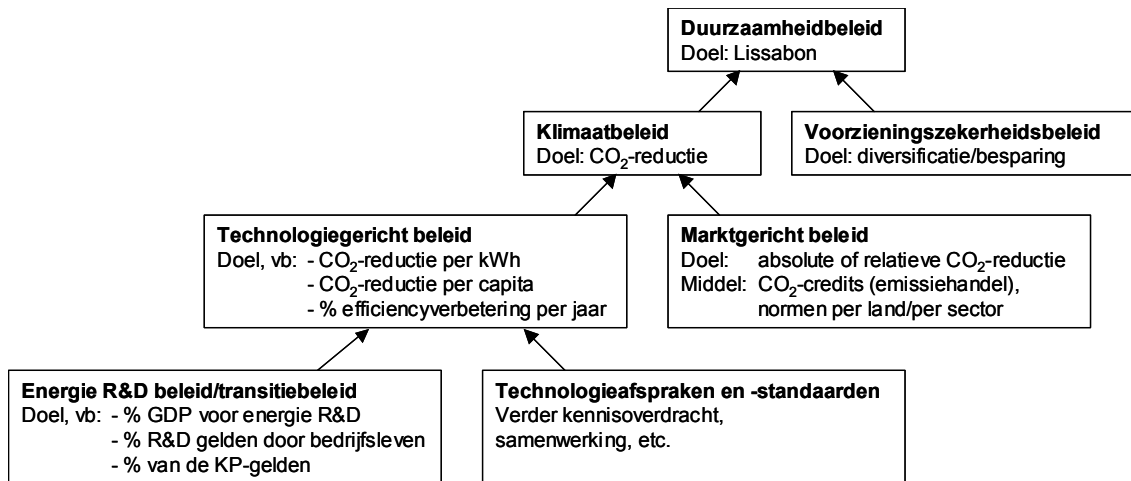 Duurzaamheidbeleid
Doel: Lissabon
Klimaatbeleid
Doel: CO₂-reductie
Voorzieningszekerheidsbeleid
Doel: diversificatie/besparing
Technologiegericht beleid
Doel, vb: - CO₂-reductie per kWh
- CO₂-reductie per capita
- % efficiencyverbetering per jaar
Marktgericht beleid
Doel: absolute of relatieve CO₂-reductie
Middel: CO₂-credits (emissiehandel),
normen per land/per sector
Energie R&D beleid/transitiebeleid
Doel, vb: - % GDP voor energie R&D
- % R&D gelden door bedrijfsleven
- % van de KP-gelden
Technologieafspraken en -standaarden
Verder kennisoverdracht,
samenwerking, etc.